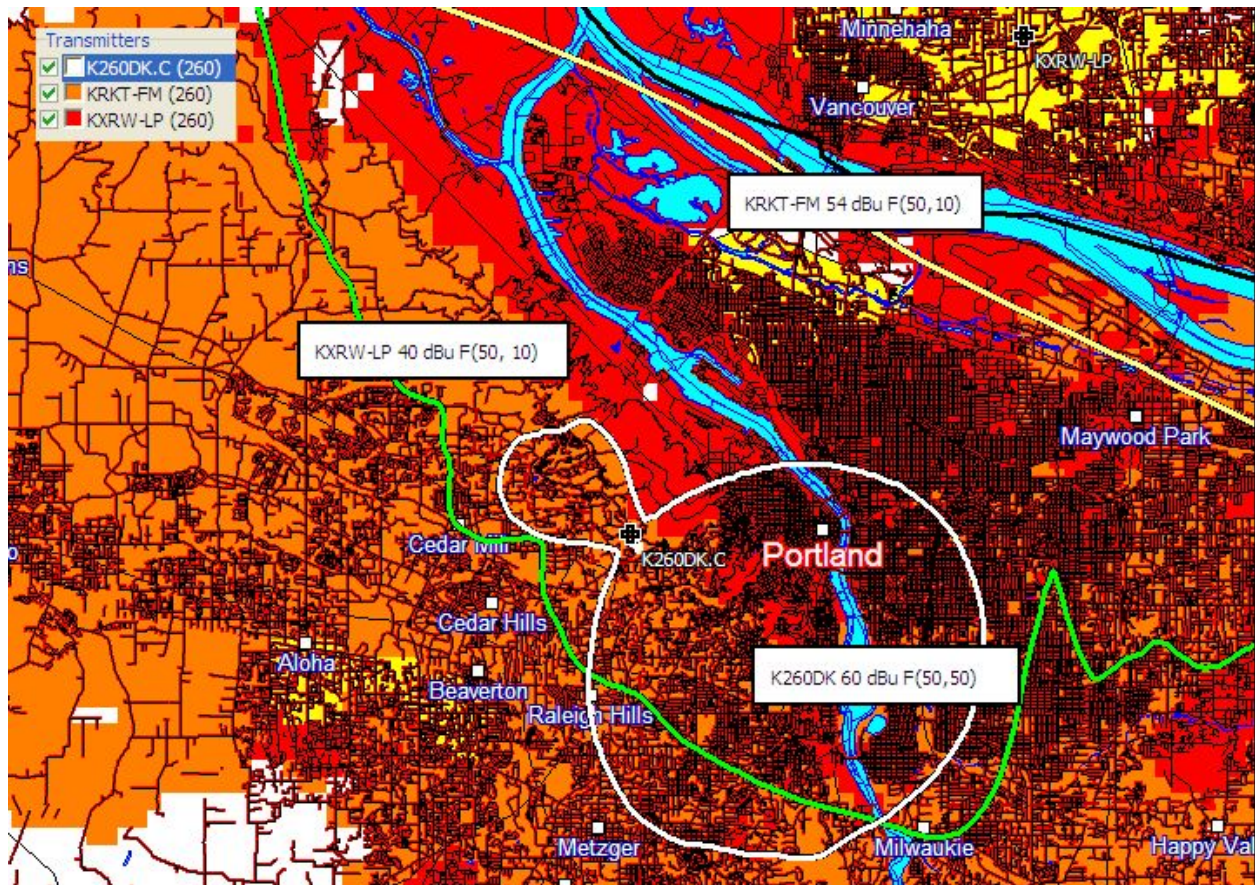 Transmitters
K260DK.C (260)
KRKT-FM (260)
KXRW-LP (260)
Minnehaha
KXRW-LP
Vancouver
KRKT-FM 54 dBu F(50,10)
ns
KXRW-LP 40 dBu F(50, 10)
Maywood Park
Cedar Mill
K260DK.C
Portland
o
Cedar Hills
Aloha
K260DK 60 dBu F(50,50)
Beaverton
Raleigh Hills
Metzger
Milwaukie
Happy Val